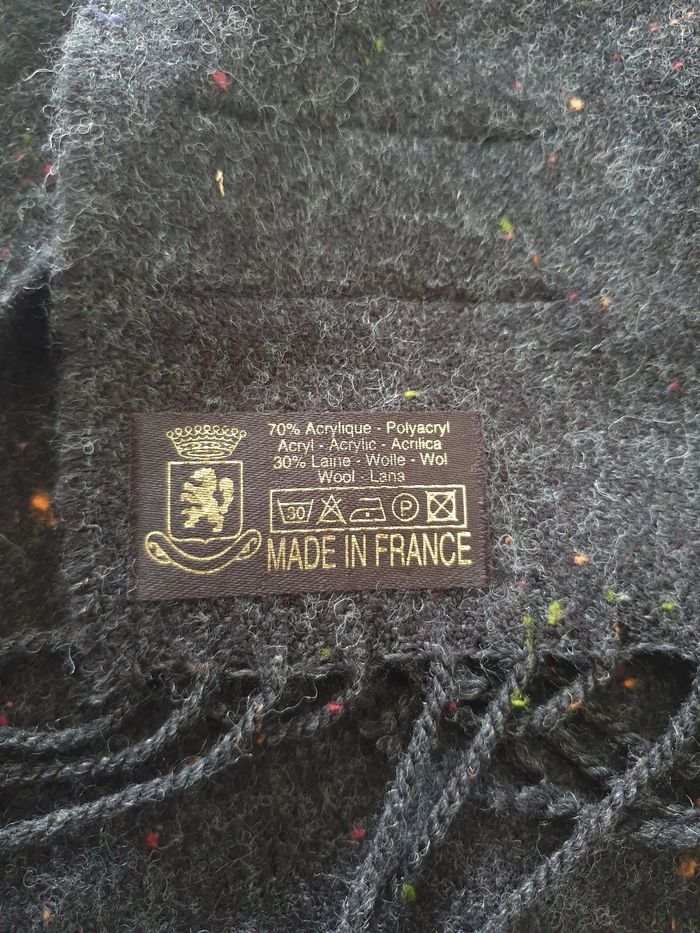 70% Acrylique - Polyacryl
Acryl - Acrylic - Acrilica
30% Laine - Wolle - Wol
Wool - Lana
30 P
MADE IN FRANCE